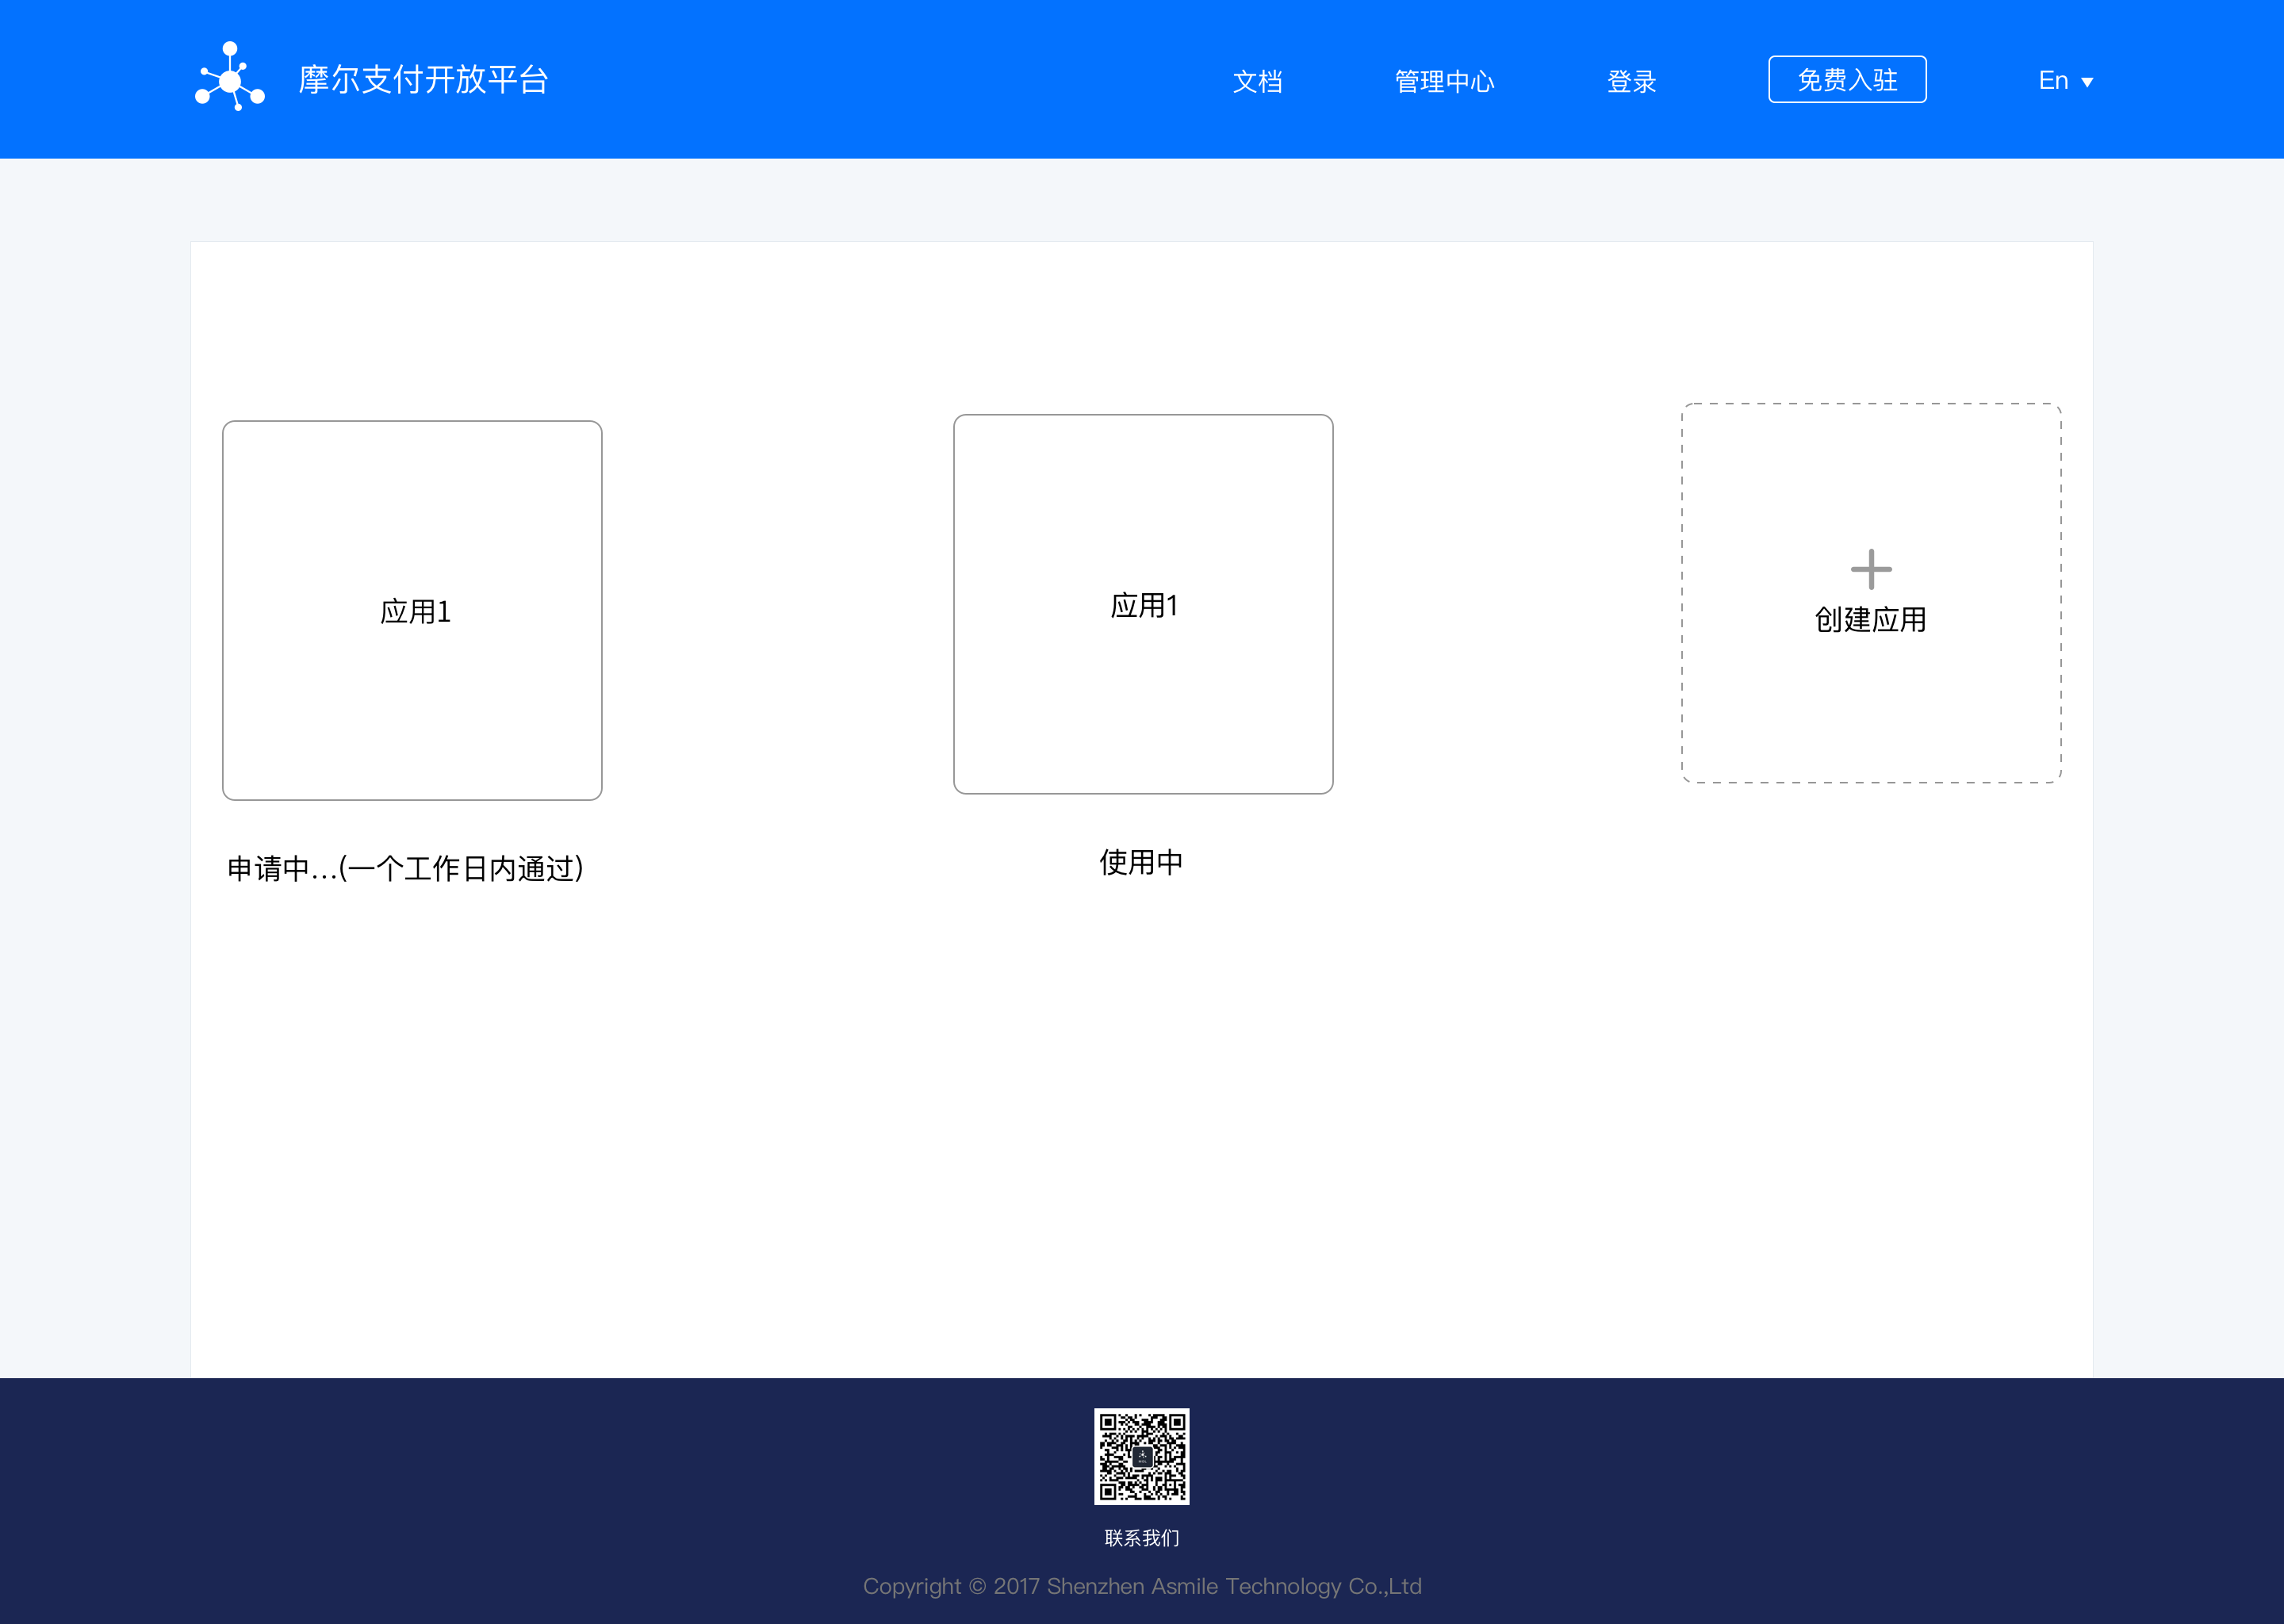 摩尔支付开放平台
文档 管理中心 登录 免费入驻 En
应用1
应用1
创建应用
申请中...(一个工作日内通过)
使用中
联系我们
Copyright © 2017 Shenzhen Asmile Technology Co.,Ltd